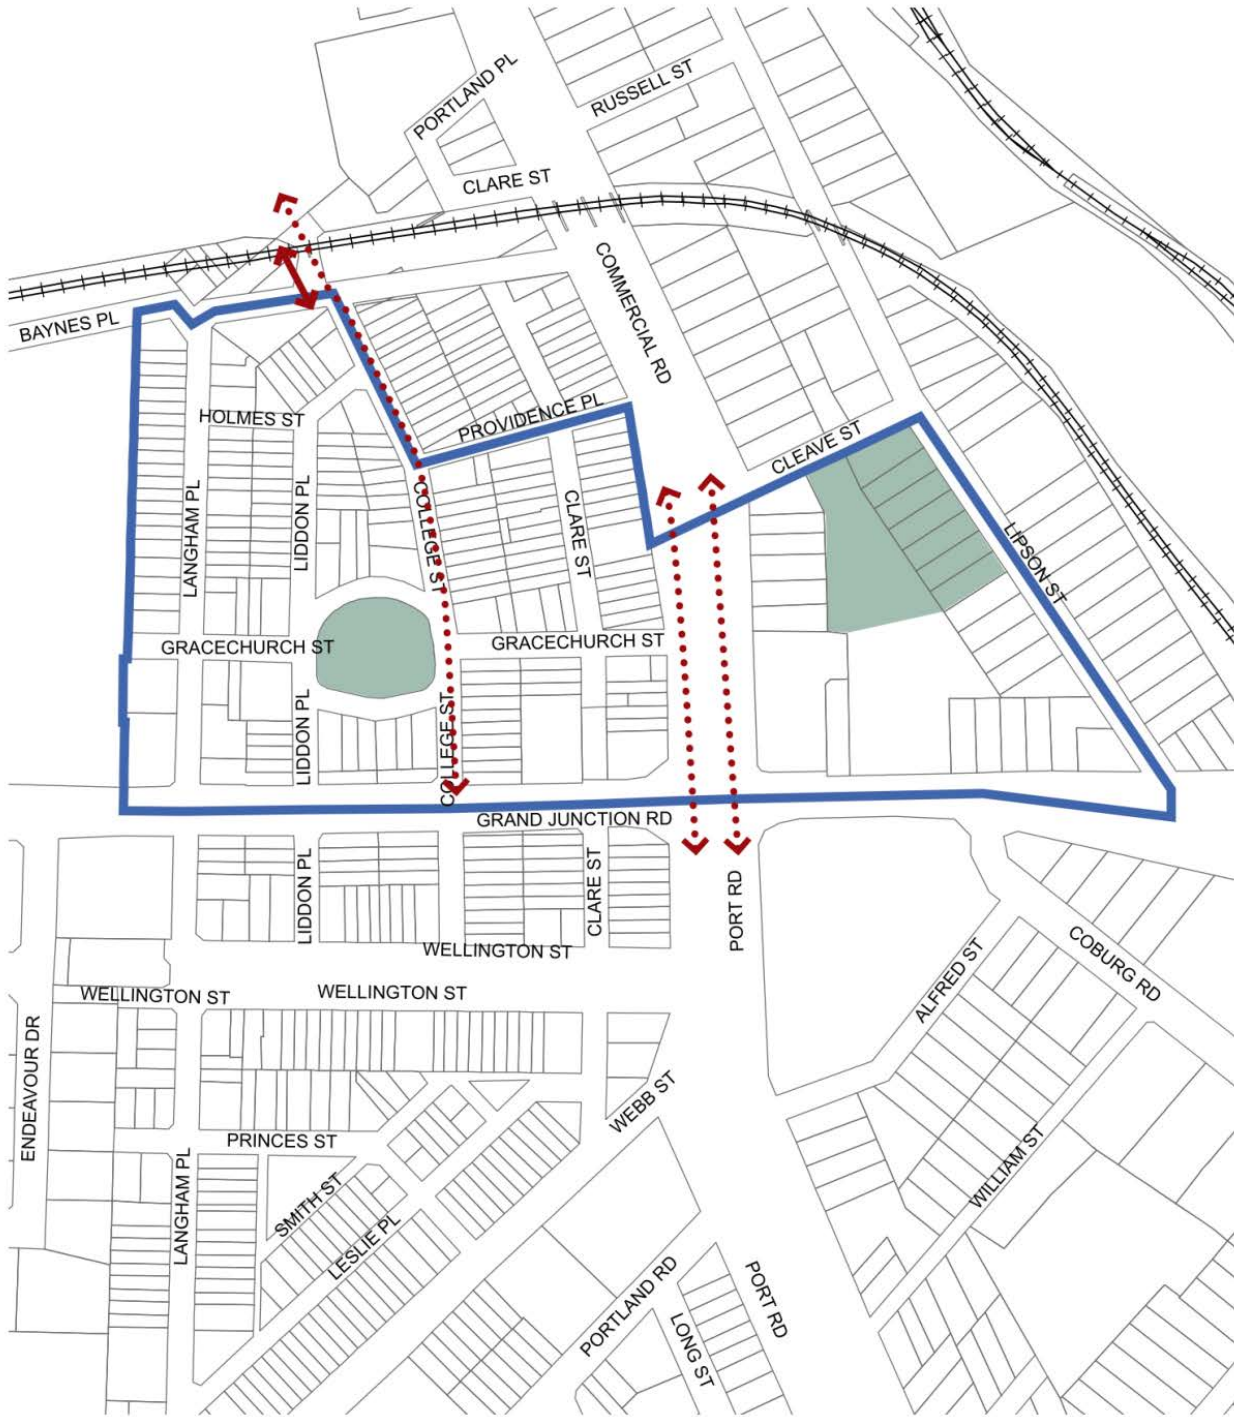 PORTLAND PL
RUSSELL ST
CLARE ST
COMMERCIAL RD
BAYNES PL
HOLMES ST
PROVIDENCE PL
CLEAVE ST
LANGHAM PL
LIDDON PL
COLLEGE ST
CLARE ST
LIPSON ST
GRACECHURCH ST
GRACECHURCH ST
LIDDON PL
COLLEGE ST
GRAND JUNCTION RD
LIDDON PL
CLARE ST
PORT RD
WELLINGTON ST
COBURG RD
ALFRED ST
WELLINGTON ST
WELLINGTON ST
ENDEAVOUR DR
WEBB ST
PRINCES ST
WILLIAM ST
LANGHAM PL
SMITH ST
LESLIE PL
PORTLAND RD
PORT RD
LONG ST